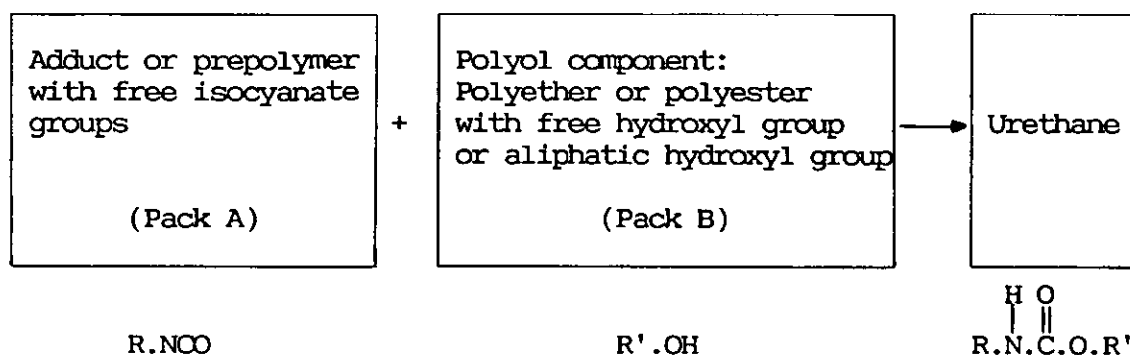 Adduct or prepolymer
with free isocyanate
groups
(Pack A)
+
Polyol component:
Polyether or polyester
with free hydroxyl group
or aliphatic hydroxyl group
(Pack B)
Urethane
R.NCO
R'.OH
H O
R.N.C.O.R'